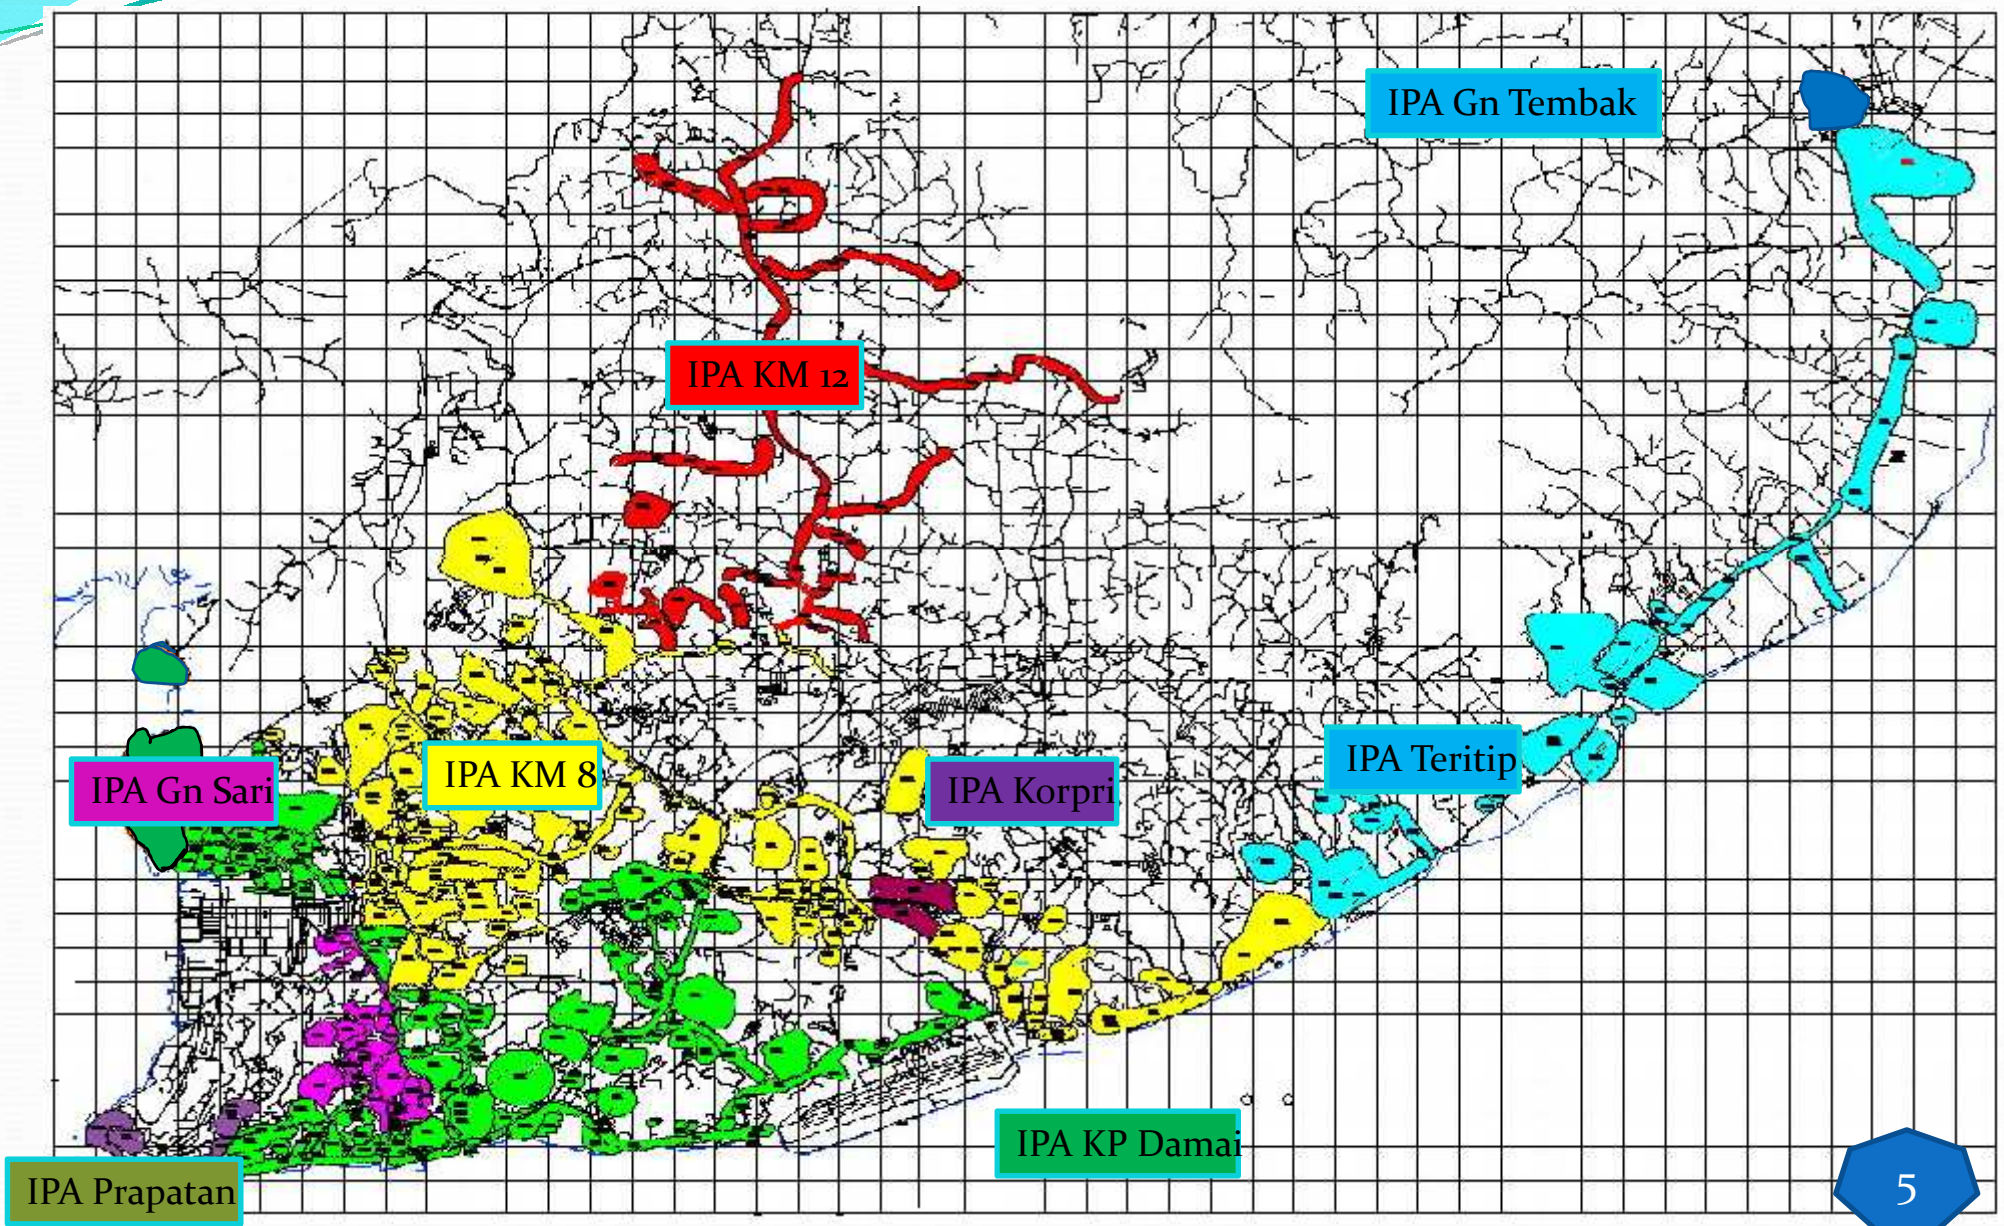 IPA Gn Tembak
IPA KM 12
IPA Gn Sari
IPA KM 8
IPA Korpri
IPA Teritip
IPA KP Damai
IPA Prapatan
5